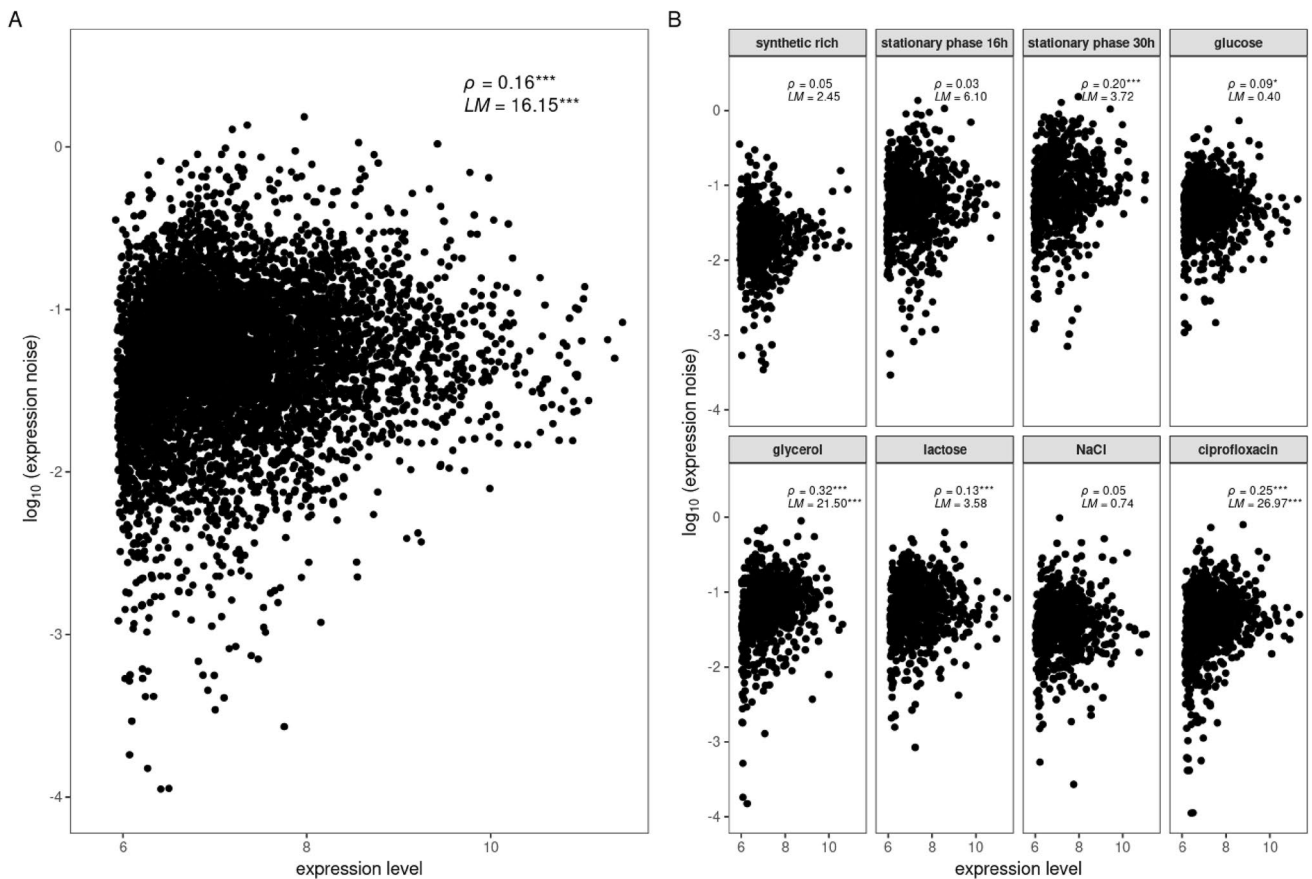 A
ρ = 0.16***
LM = 16.15***
0
-1
-2
-3
-4
6 8 10
expression level
log10 (expression noise)
B
synthetic rich
stationary phase 16h
stationary phase 30h
glucose
ρ = 0.05
LM = 2.45
ρ = 0.03
LM = 6.10
ρ = 0.20***
LM = 3.72
ρ = 0.09*
LM = 0.40
0
-1
-2
-3
-4
glycerol
lactose
NaCl
ciprofloxacin
ρ = 0.32***
LM = 21.50***
ρ = 0.13***
LM = 3.58
ρ = 0.05
LM = 0.74
ρ = 0.25***
LM = 26.97***
0
-1
-2
-3
-4
6 8 10
6 8 10
6 8 10
6 8 10
expression level
log10 (expression noise)